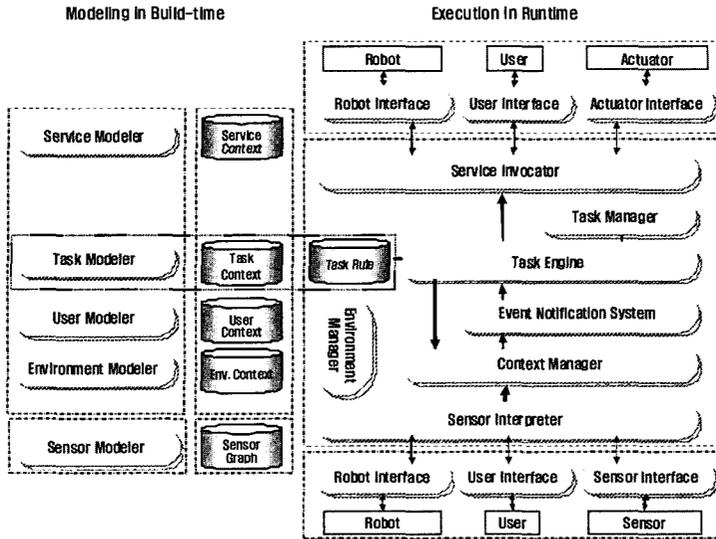 Modeling in Build-time
Execution in Runtime
Robot
User
Actuator
Robot Interface
User Interface
Actuator Interface
Service Modeler
Service
Context
Service Invocator
Task Manager
Task Modeler
Task
Context
Task Rule
Task Engine
User Modeler
User
Context
Environment
Manager
Event Notification System
Environment Modeler
Env. Context
Context Manager
Sensor Interpreter
Sensor Modeler
Sensor
Graph
Robot Interface
User Interface
Sensor Interface
Robot
User
Sensor